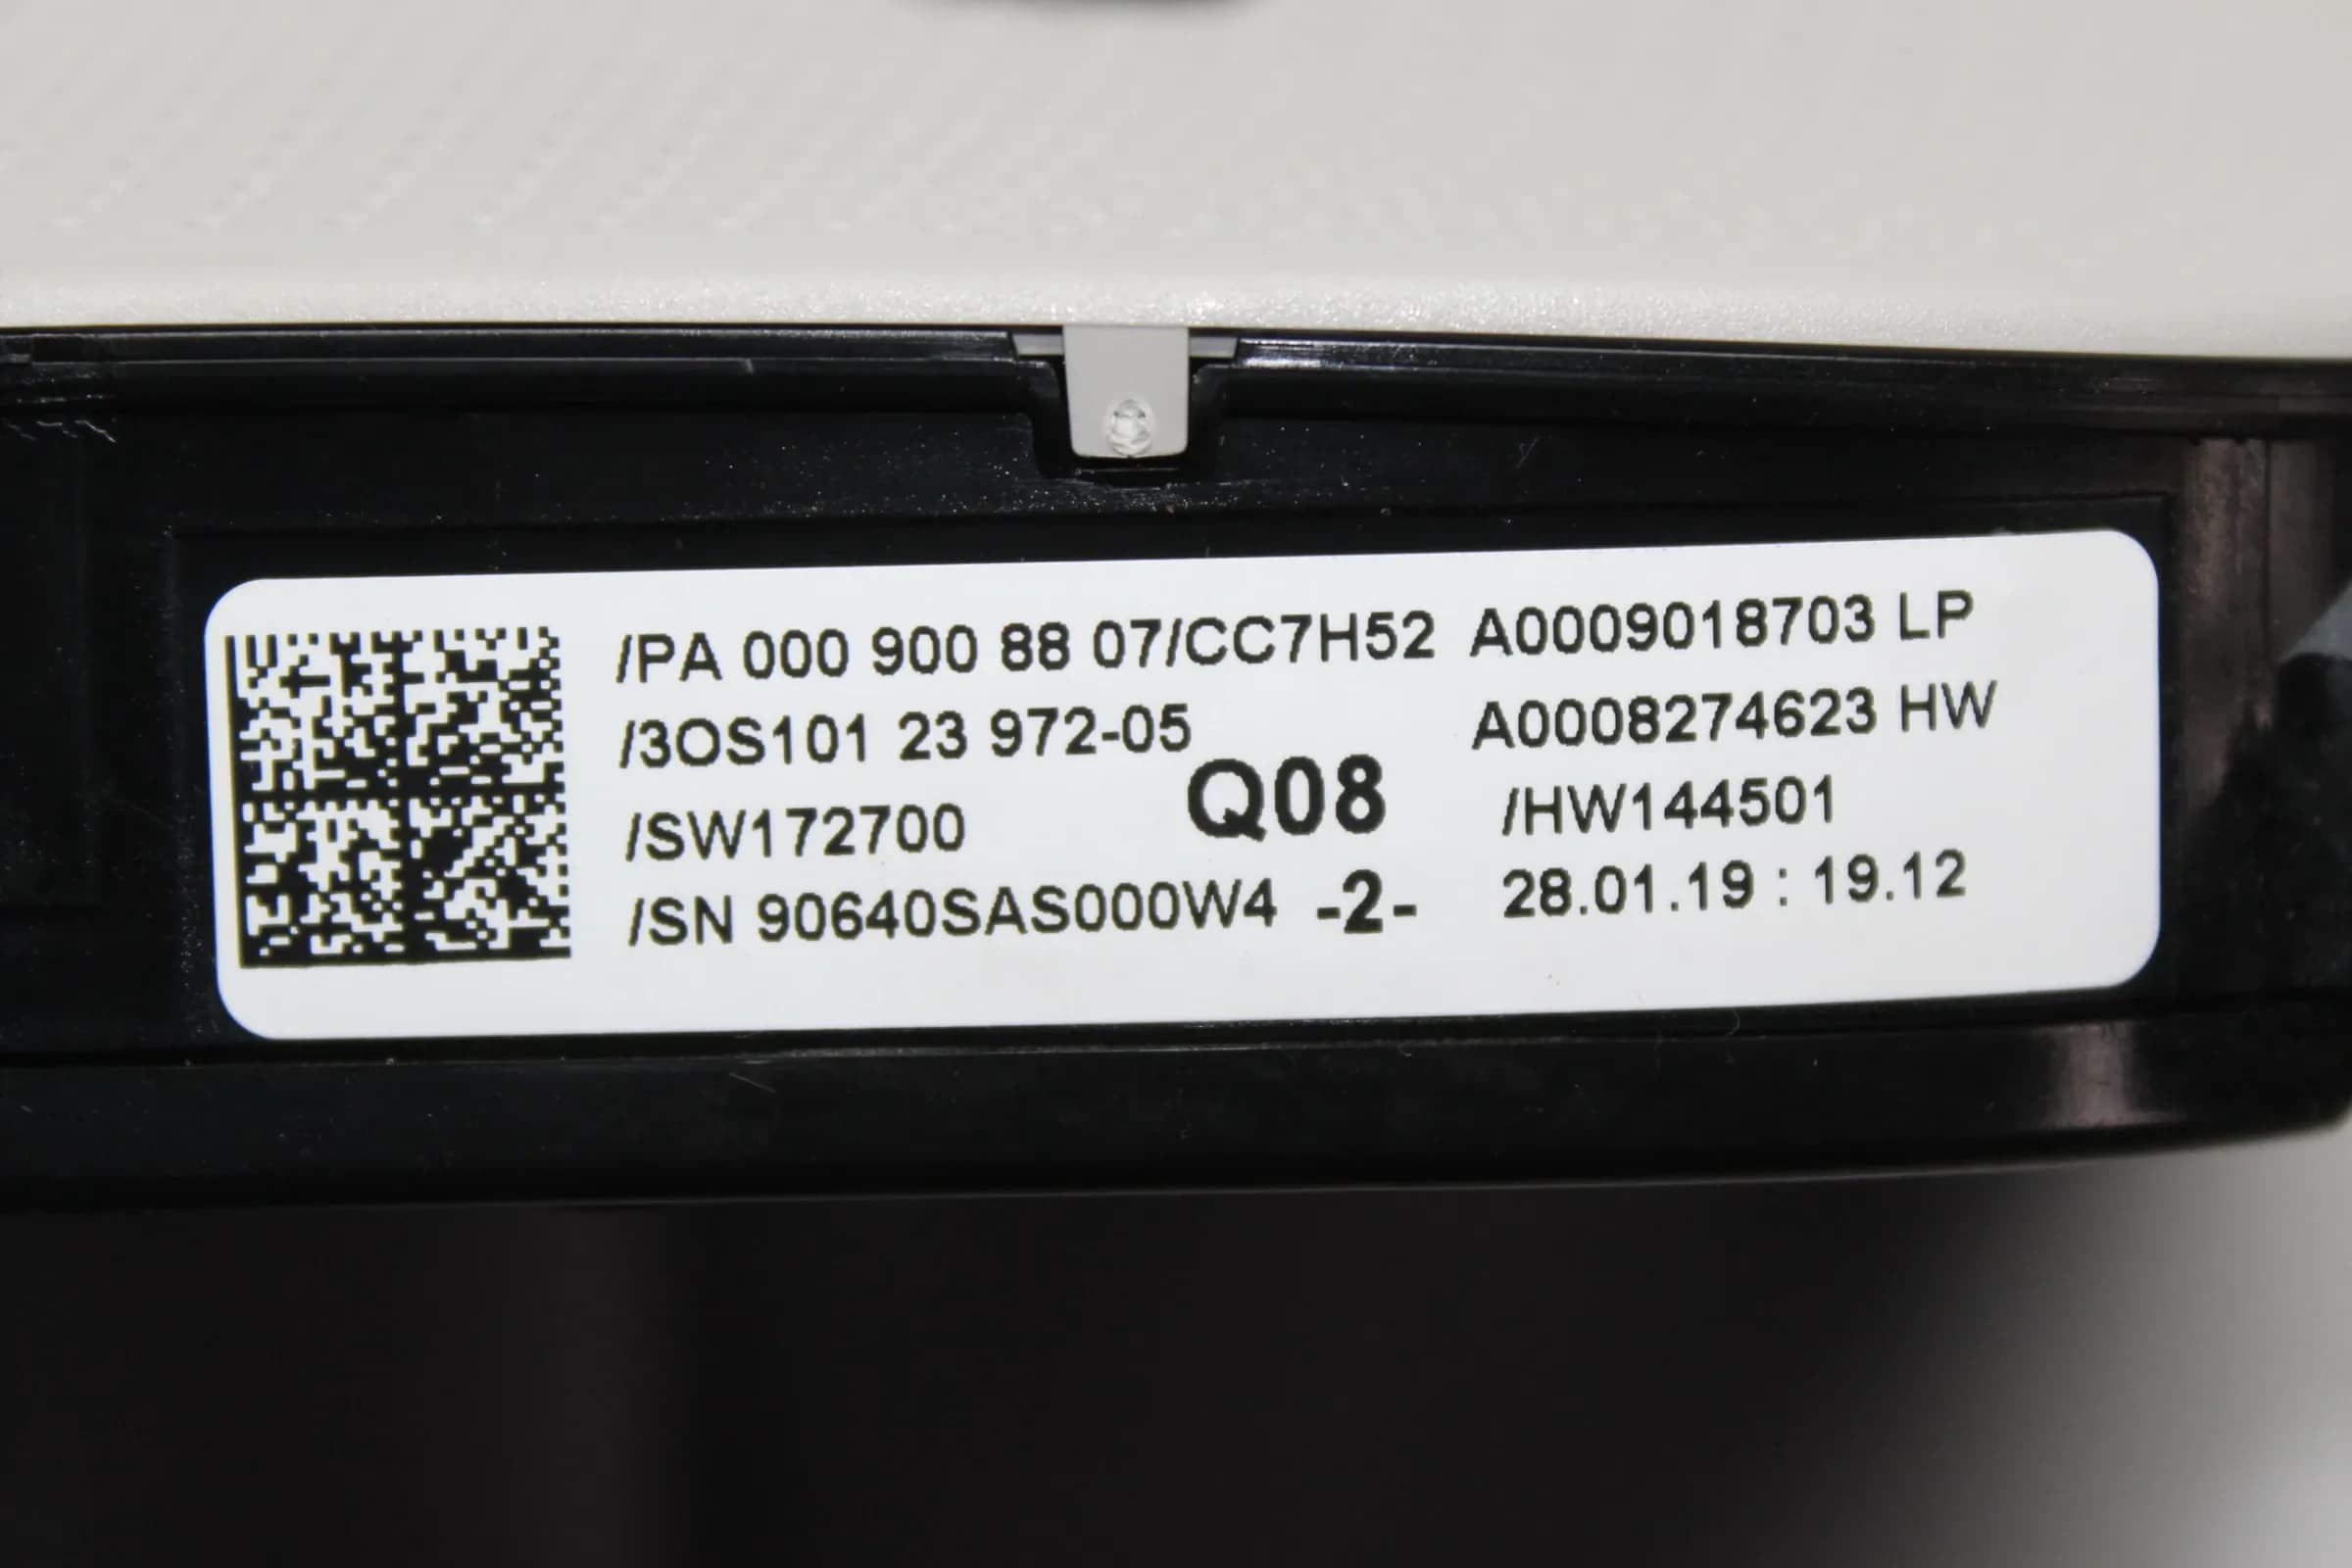 /PA 000 900 88 07/CC7H52 A0009018703 LP
/3OS101 23 972-05 A0008274623 HW
Q08
/SW172700 /HW144501
/SN 90640SAS000W4 -2- 28.01.19 : 19.12